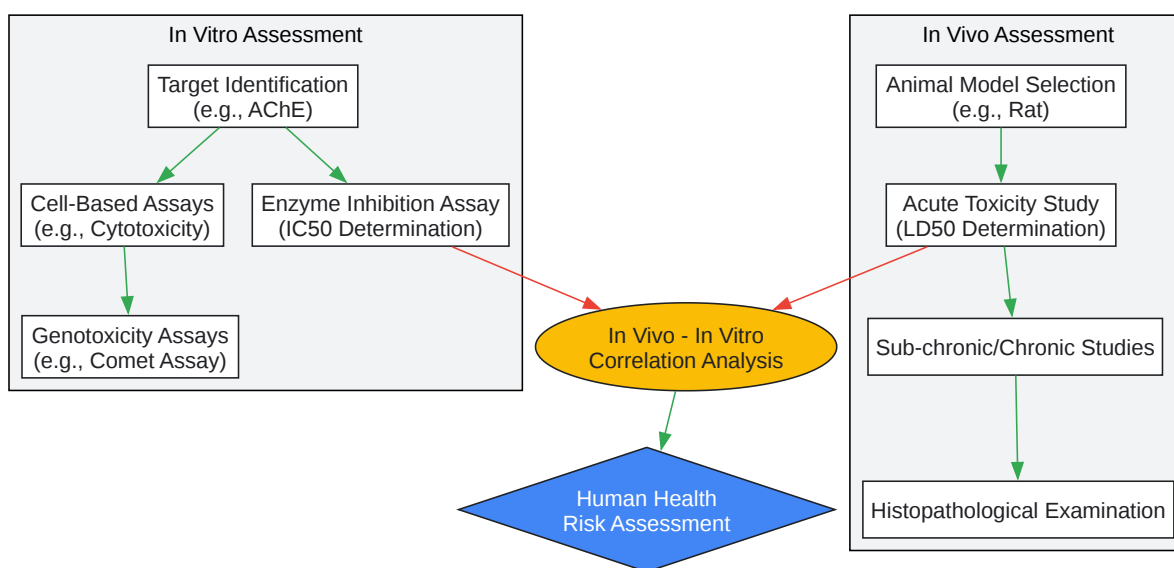 In Vitro Assessment
Target Identification
(e.g., AChE)
Cell-Based Assays
(e.g., Cytotoxicity)
Enzyme Inhibition Assay
(IC50 Determination)
Genotoxicity Assays
(e.g., Comet Assay)
In Vivo - In Vitro
Correlation Analysis
Human Health
Risk Assessment
In Vivo Assessment
Animal Model Selection
(e.g., Rat)
Acute Toxicity Study
(LD50 Determination)
Sub-chronic/Chronic Studies
Histopathological Examination